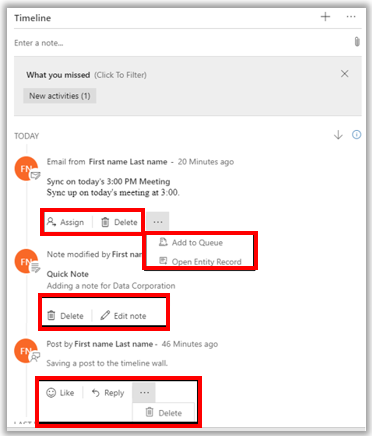 Timeline
Enter a note...
What you missed (Click To Filter)
New activities (1)
TODAY
FN Email from First name Last name - 20 Minutes ago
Sync on today's 3:00 PM Meeting
Sync up on today's meeting at 3:00.
Assign Delete ...
Add to Queue
Open Entity Record
FN Note modified by First
Quick Note
Adding a note for Data Corporation
Delete Edit note
FN Post by First name Last name - 46 Minutes ago
Saving a post to the timeline wall.
Like Reply ...
Delete